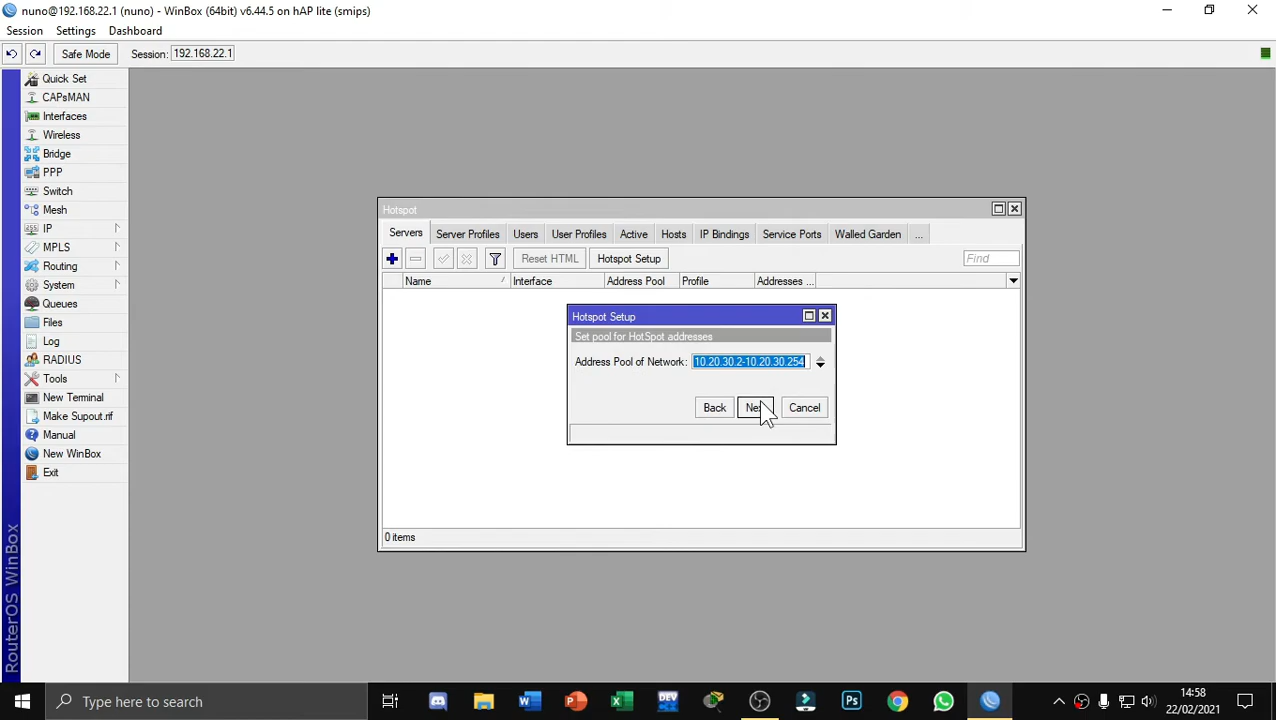 nuno@192.168.22.1 (nuno) - WinBox (64bit) v6.44.5 on hAP lite (smips)
Session Settings Dashboard
Safe Mode Session: 192.168.22.1
Quick Set
CAPsMAN
Interfaces
Wireless
Bridge
PPP
Switch
Mesh
IP
MPLS
Routing
System
Queues
Files
Log
RADIUS
Tools
New Terminal
Make Supout.rif
Manual
New WinBox
Exit
RouterOS WinBox
Hotspot
Servers Server Profiles Users User Profiles Active Hosts IP Bindings Service Ports Walled Garden ...
Reset HTML Hotspot Setup Find
Name Interface Address Pool Profile Addresses ...
Hotspot Setup
Set pool for HotSpot addresses
Address Pool of Network: 10.20.30.2-10.20.30.254
Back Cancel
0 items
Type here to search
14:58
22/02/2021